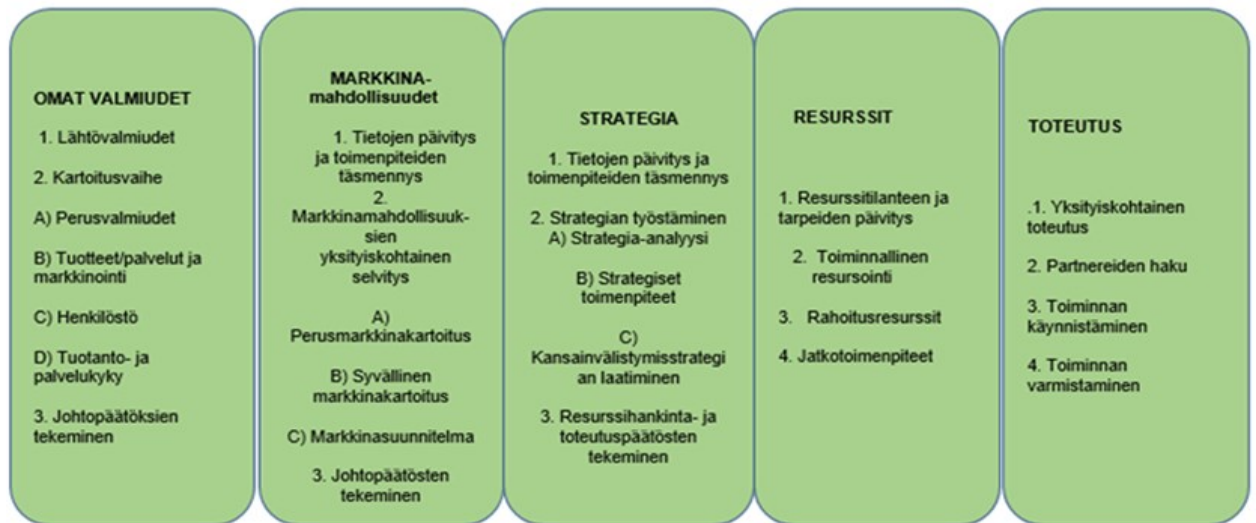 OMAT VALMIUDET
1. Lähtövalmiudet
2. Kartoitusvaihe
A) Perusvalmiudet
B) Tuotteet/palvelut ja
markkinointi
C) Henkilöstö
D) Tuotanto- ja
palvelukyky
3. Johtopäätöksien
tekeminen
MARKKINA-
mahdollisuudet
1. Tietojen päivitys
ja toimenpiteiden
täsmennys
2.
Markkinamahdollisuuk-
sien
yksityiskohtainen
selvitys
A)
Perusmarkkinakartoitus
B) Syvällinen
markkinakartoitus
C) Markkinasuunnitelma
3. Johtopäätösten
tekeminen
STRATEGIA
1. Tietojen päivitys ja
toimenpiteiden täsmennys
2. Strategian työstäminen
A) Strategia-analyysi
B) Strategiset
toimenpiteet
C)
Kansainvälistymisstrategi
an laatiminen
3. Resurssihankinta- ja
toteutuspäätösten
tekeminen
RESURSSIT
1. Resurssitilanteen ja
tarpeiden päivitys
2. Toiminnallinen
resursointi
3. Rahoitusresurssit
4. Jatkotoimenpiteet
TOTEUTUS
.1. Yksityiskohtainen
toteutus
2. Partnereiden haku
3. Toiminnan
käynnistäminen
4. Toiminnan
varmistaminen